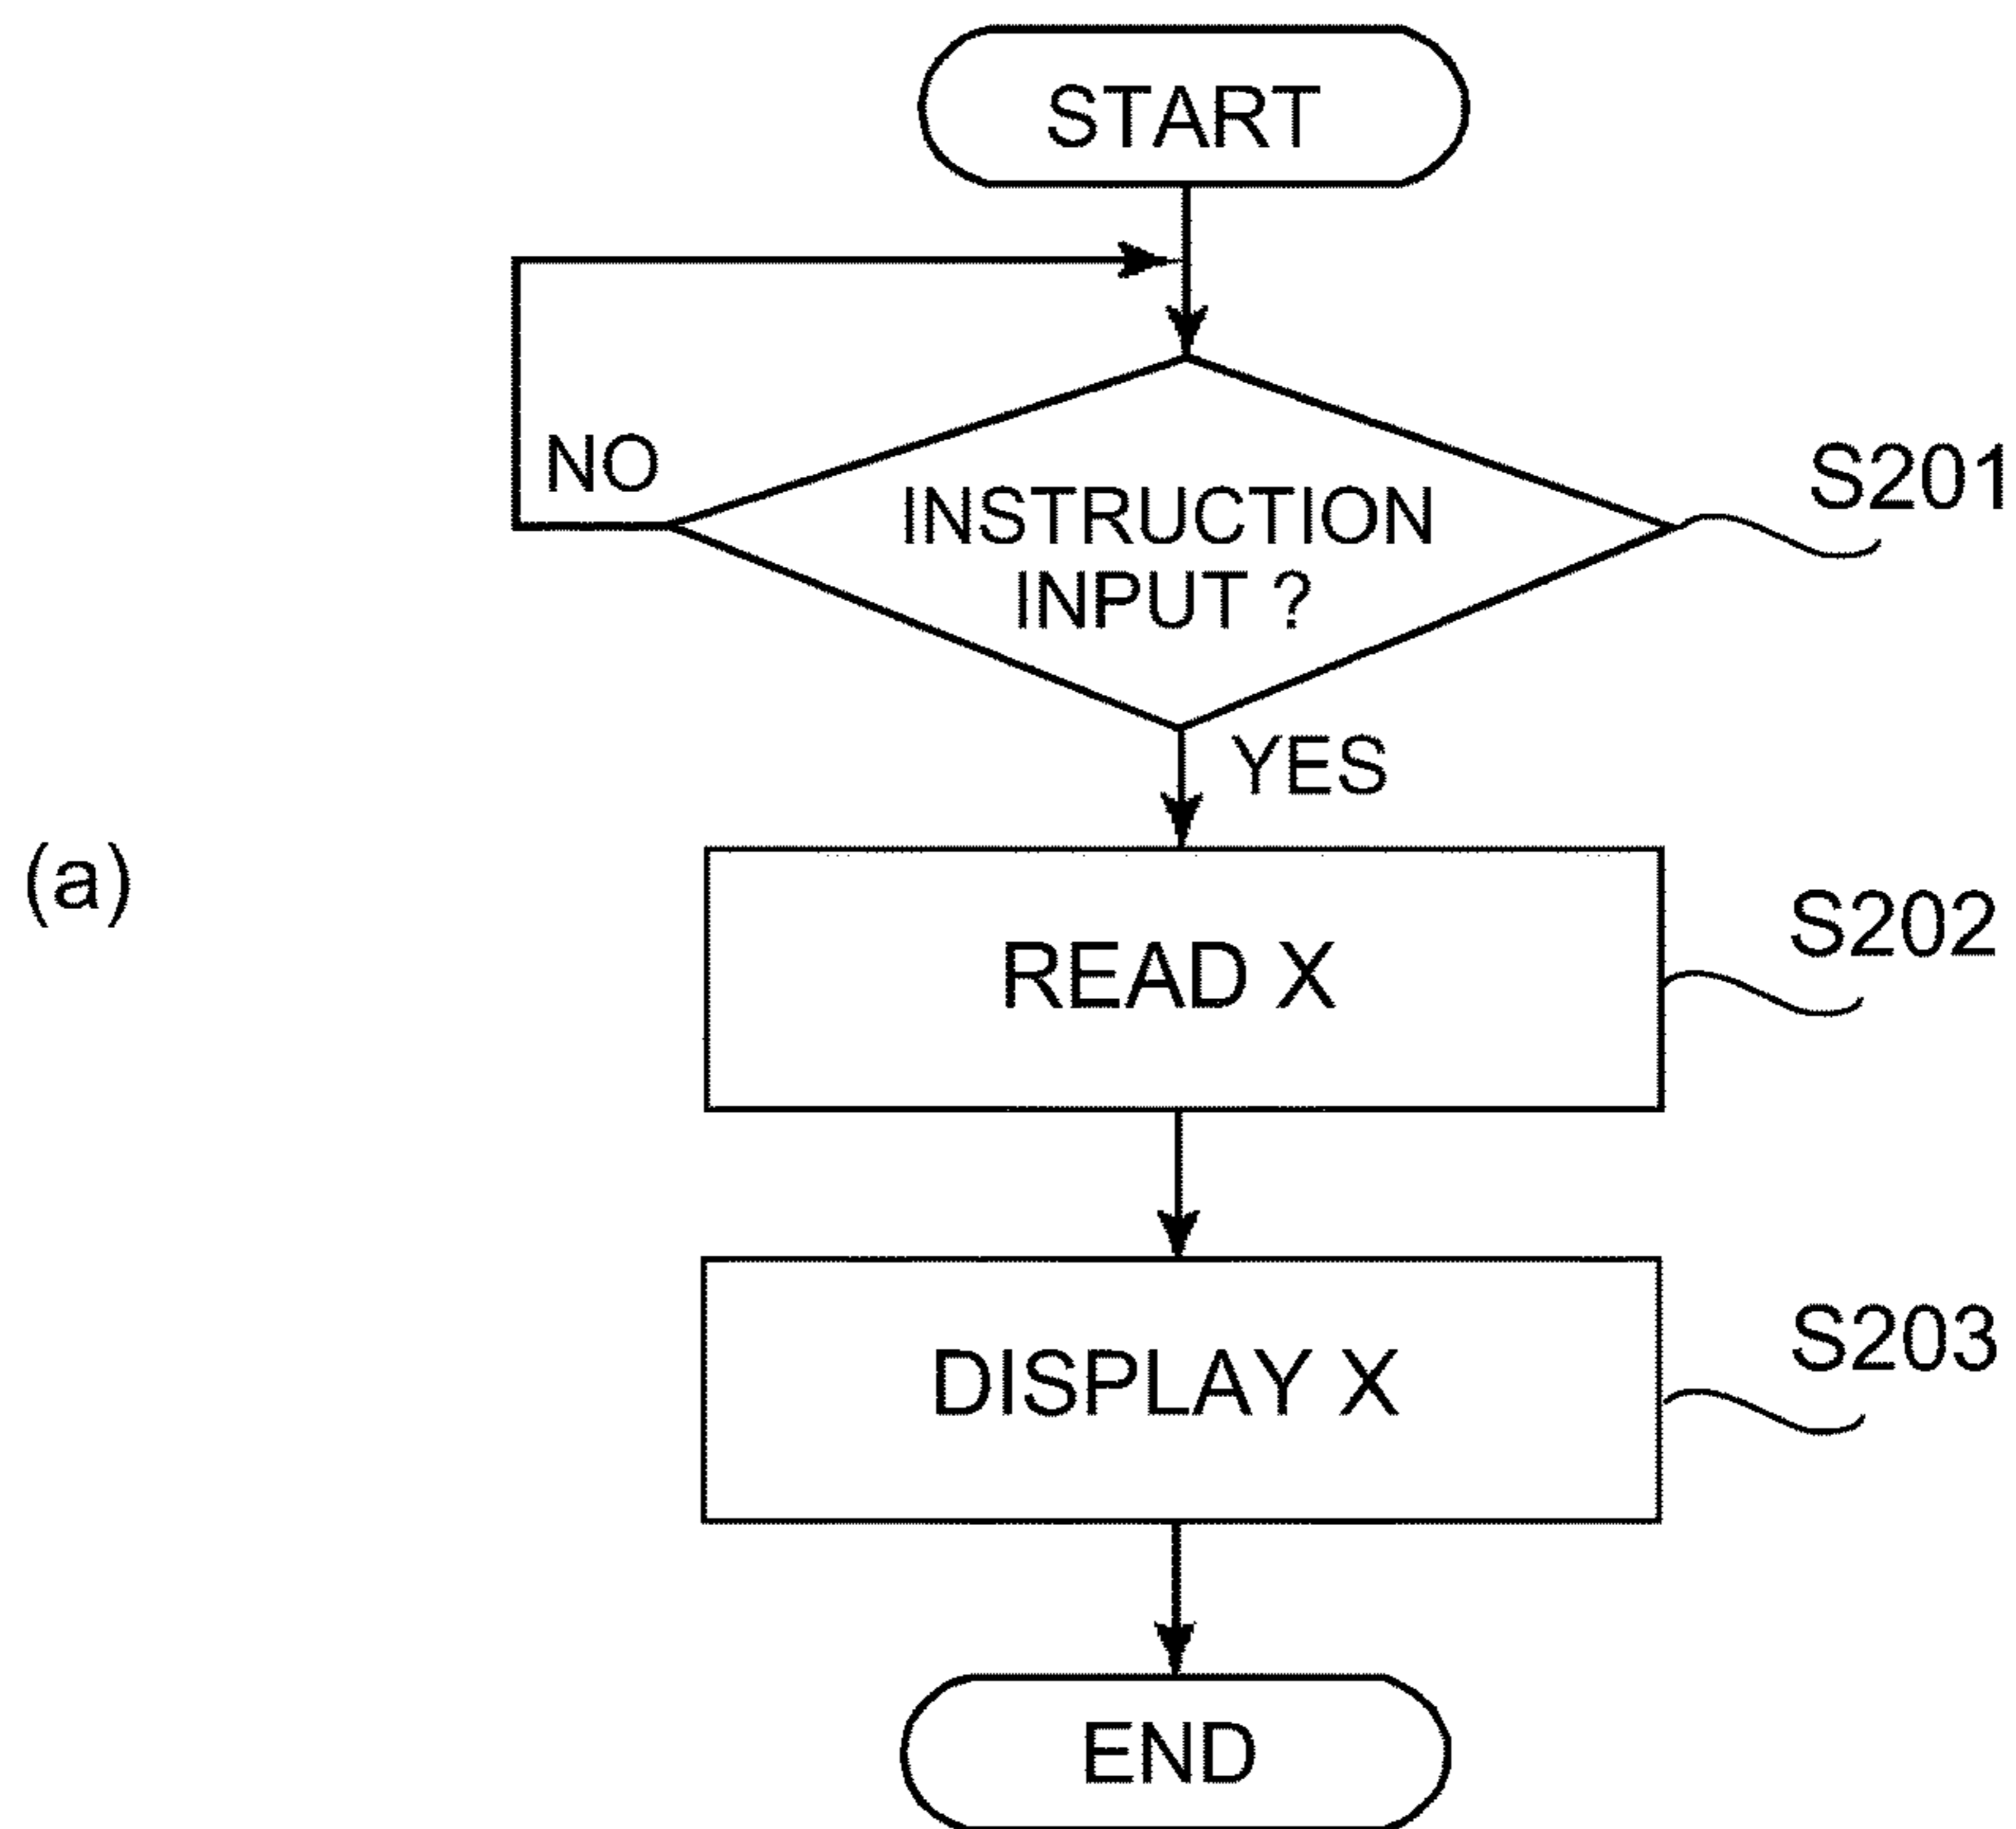 START
NO
INSTRUCTION
INPUT ?
S201
YES
(a)
READ X
S202
DISPLAY X
S203
END